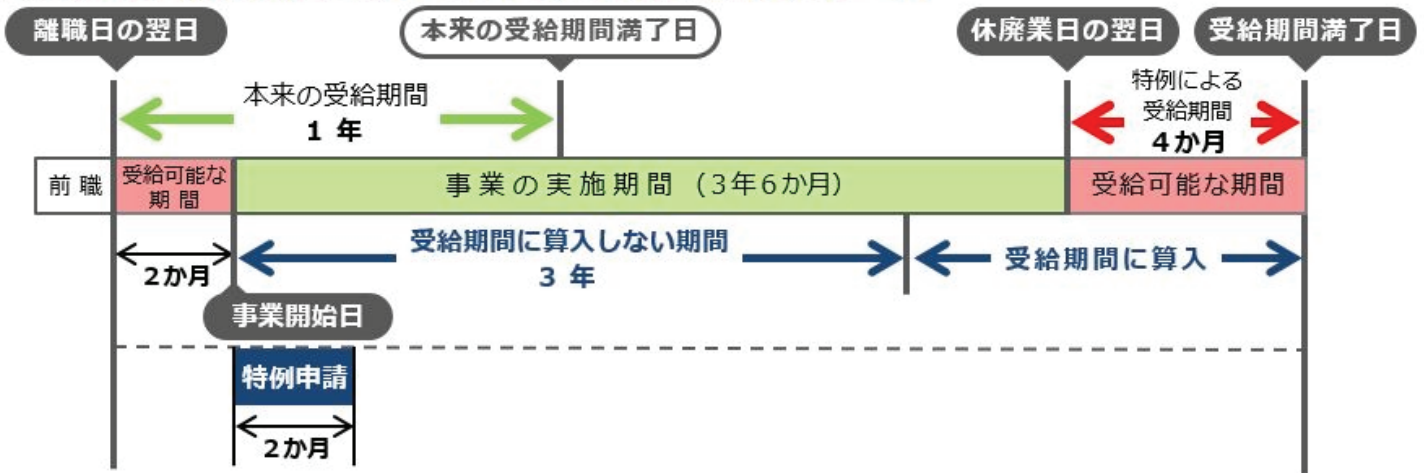 離職日の翌日
本来の受給期間満了日
休廃業日の翌日
受給期間満了日
本来の受給期間
1 年
特例による
受給期間
4か月
前 職
受給可能な
期 間
事業の実施期間 (3年6か月)
受給可能な期間
2か月
受給期間に算入しない期間
3 年
受給期間に算入
事業開始日
特例申請
2か月